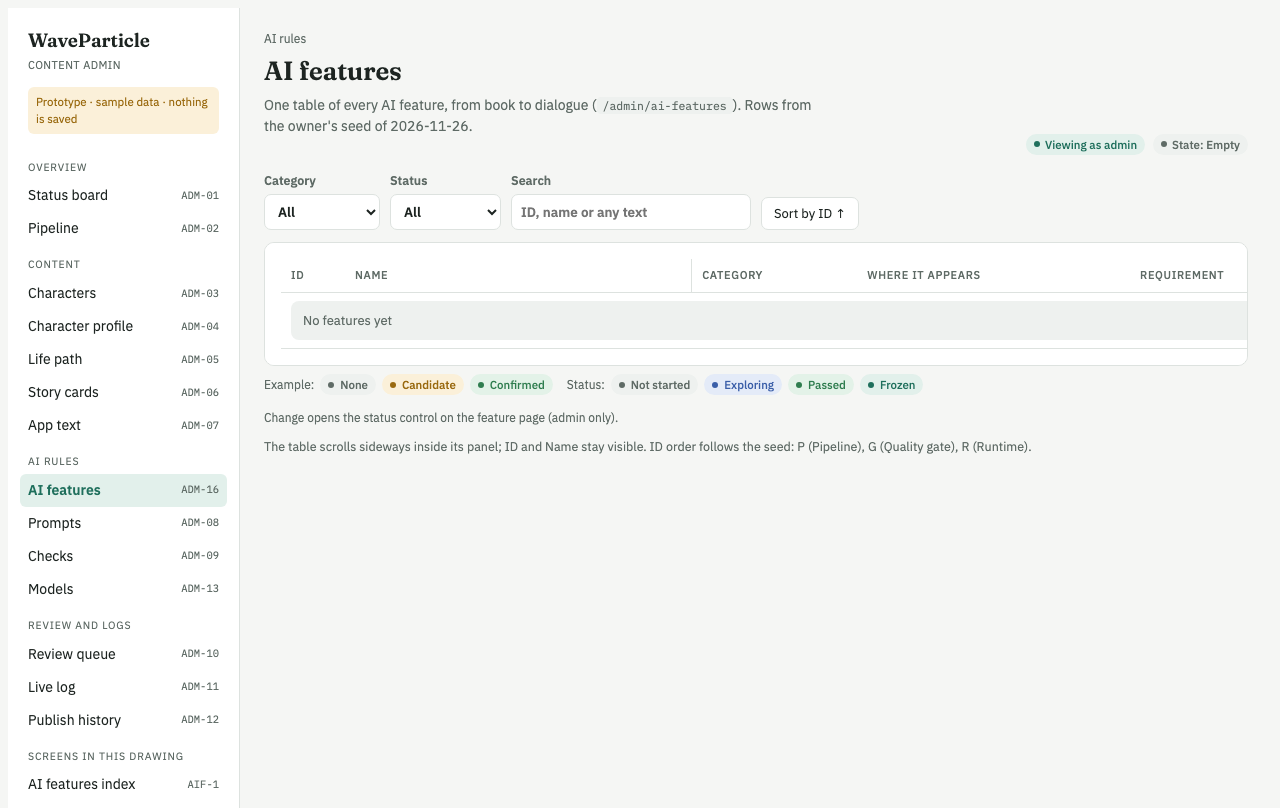 WaveParticle
CONTENT ADMIN
Prototype · sample data · nothing
is saved
OVERVIEW
Status board ADM-01
Pipeline ADM-02
CONTENT
Characters ADM-03
Character profile ADM-04
Life path ADM-05
Story cards ADM-06
App text ADM-07
AI RULES
AI features ADM-16
Prompts ADM-08
Checks ADM-09
Models ADM-13
REVIEW AND LOGS
Review queue ADM-10
Live log ADM-11
Publish history ADM-12
SCREENS IN THIS DRAWING
AI features index AIF-1
AI rules
AI features
One table of every AI feature, from book to dialogue ( /admin/ai-features ). Rows from
the owner's seed of 2026-11-26.
Viewing as admin State: Empty
Category Status Search
All All ID, name or any text Sort by ID ↑
ID NAME CATEGORY WHERE IT APPEARS REQUIREMENT
No features yet
Example: None Candidate Confirmed Status: Not started Exploring Passed Frozen
Change opens the status control on the feature page (admin only).
The table scrolls sideways inside its panel; ID and Name stay visible. ID order follows the seed: P (Pipeline), G (Quality gate), R (Runtime).